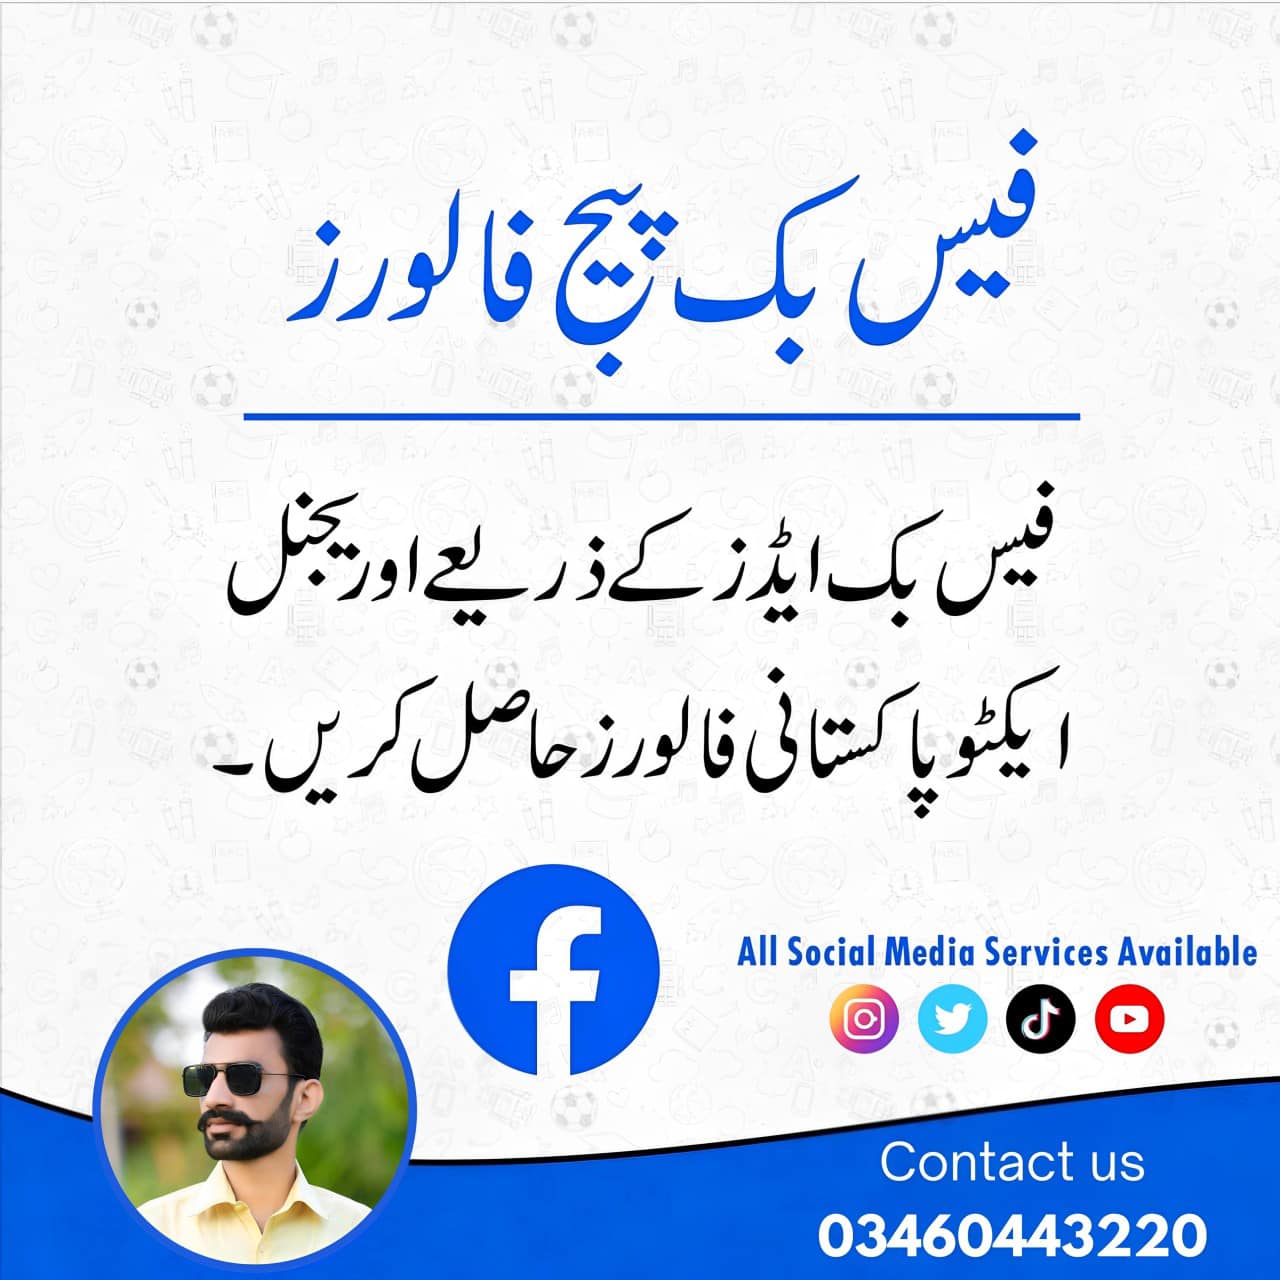 فیس بک پیج فالورز
فیس بک ایڈز کے ذریعے اوریجنل
ایکٹو پاکستانی فالورز حاصل کریں۔
All Social Media Services Available
Contact us
03460443220